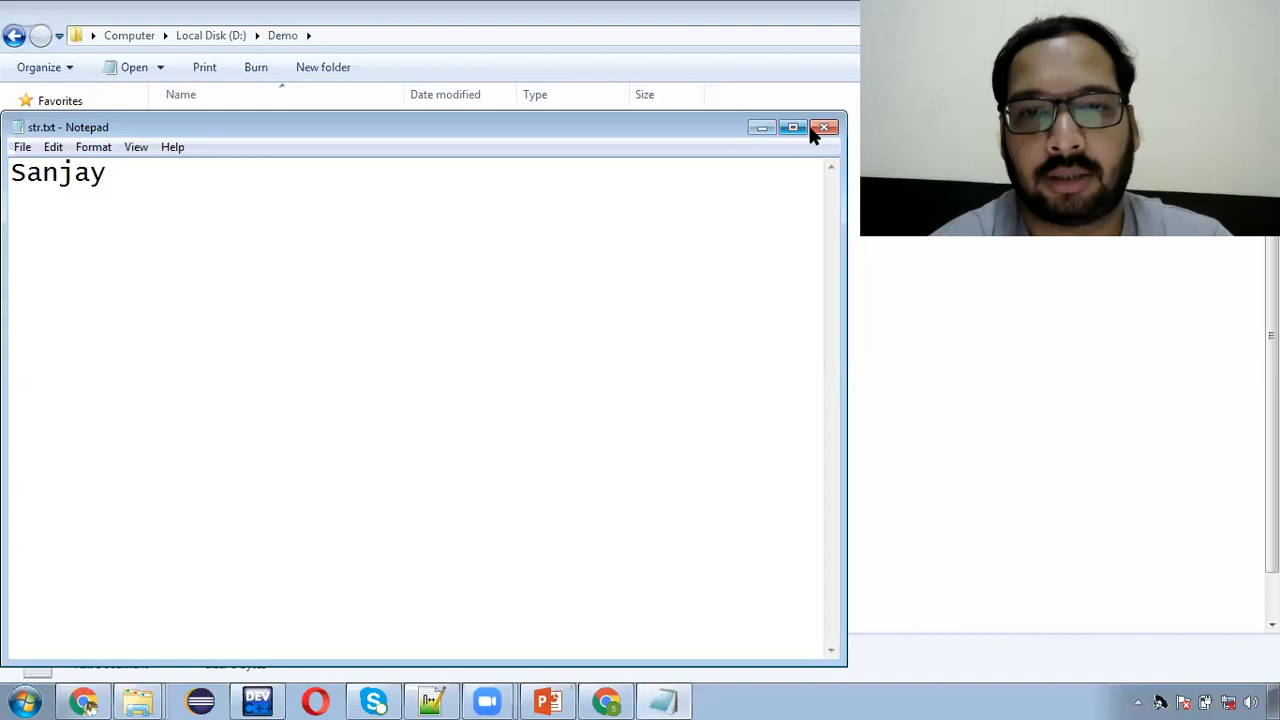 Computer
Local Disk (D:)
Demo
Organize
Open
Print
Burn
New folder
Favorites
Name
Date modified
Type
Size
str.txt - Notepad
File
Edit
Format
View
Help
Sanjay
DEV
C++